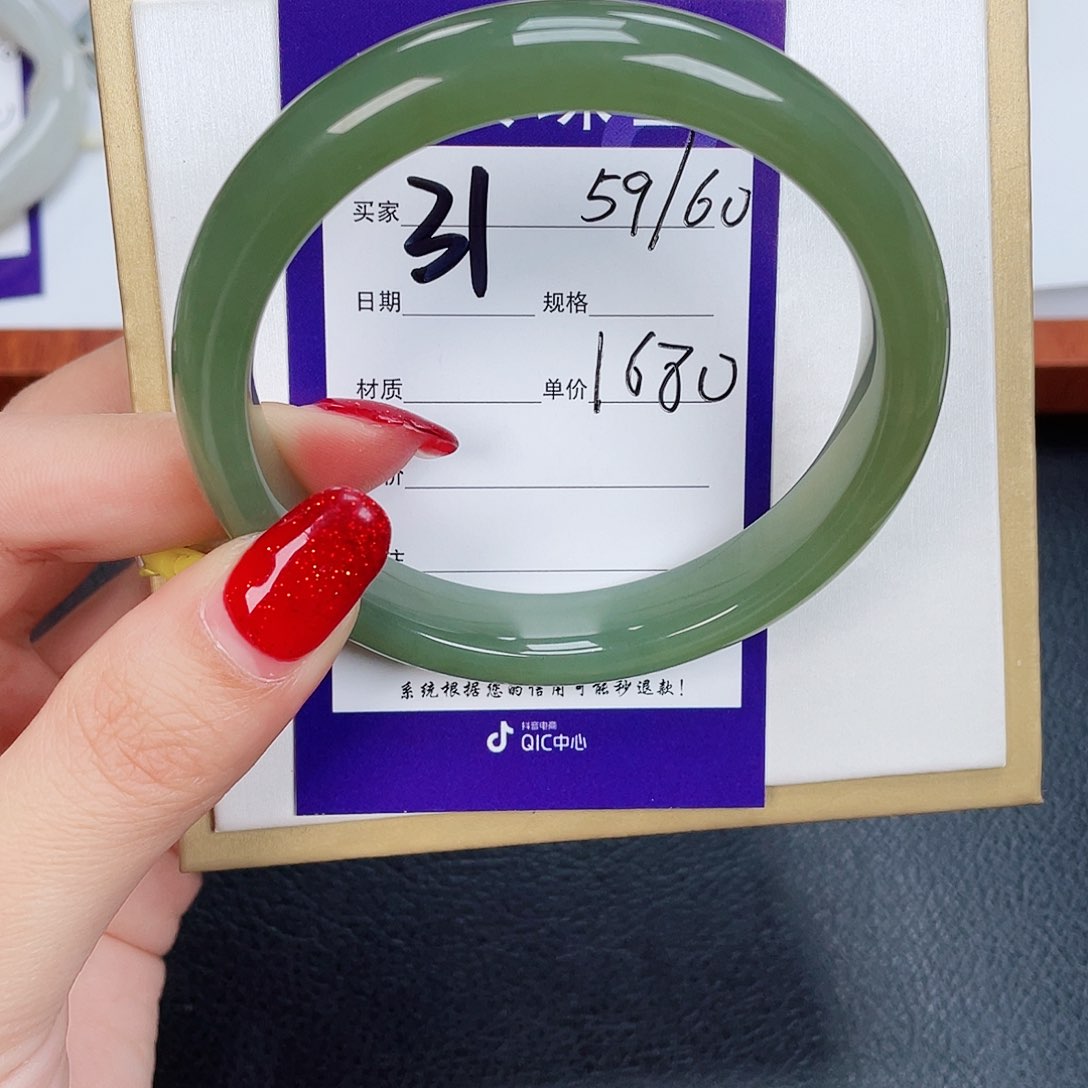 买家 31 59/60
日期 规格
材质 单价 1680
价
系统根据您的信用可能秒退款！
抖音电商
QIC中心